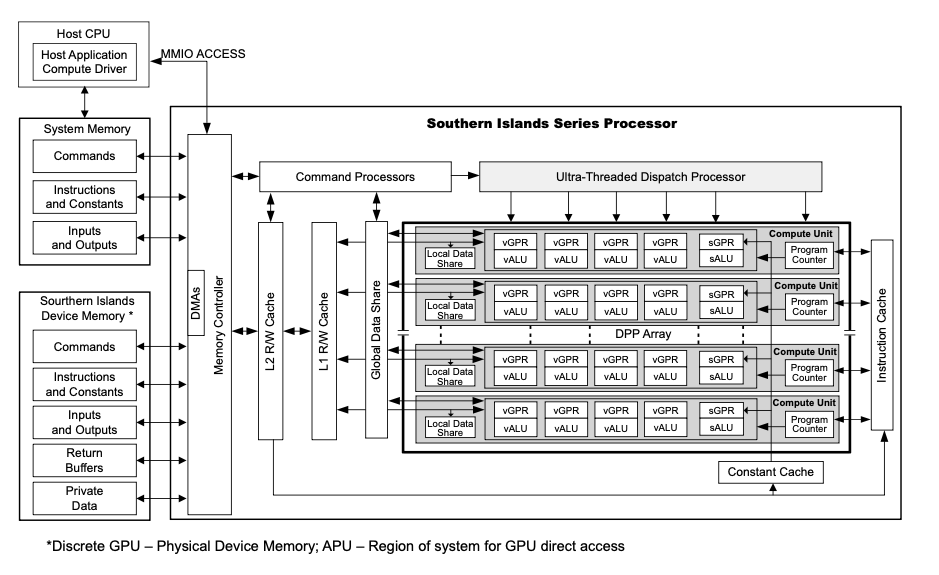 Host CPU
Host Application
Compute Driver
MMIO ACCESS
System Memory
Commands
Instructions
and Constants
Inputs
and Outputs
Sourthern Islands
Device Memory *
Commands
Instructions
and Constants
Inputs
and Outputs
Return
Buffers
Private
Data
Southern Islands Series Processor
DMAs
Memory Controller
Command Processors
Ultra-Threaded Dispatch Processor
L2 R/W Cache
L1 R/W Cache
Global Data Share
Compute Unit
Local Data
Share
vGPR
vALU
vGPR
vALU
vGPR
vALU
vGPR
vALU
sGPR
sALU
Program
Counter
Compute Unit
Local Data
Share
vGPR
vALU
vGPR
vALU
vGPR
vALU
vGPR
vALU
sGPR
sALU
Program
Counter
DPP Array
Compute Unit
Local Data
Share
vGPR
vALU
vGPR
vALU
vGPR
vALU
vGPR
vALU
sGPR
sALU
Program
Counter
Compute Unit
Local Data
Share
vGPR
vALU
vGPR
vALU
vGPR
vALU
vGPR
vALU
sGPR
sALU
Program
Counter
Instruction Cache
Constant Cache
*Discrete GPU – Physical Device Memory; APU – Region of system for GPU direct access